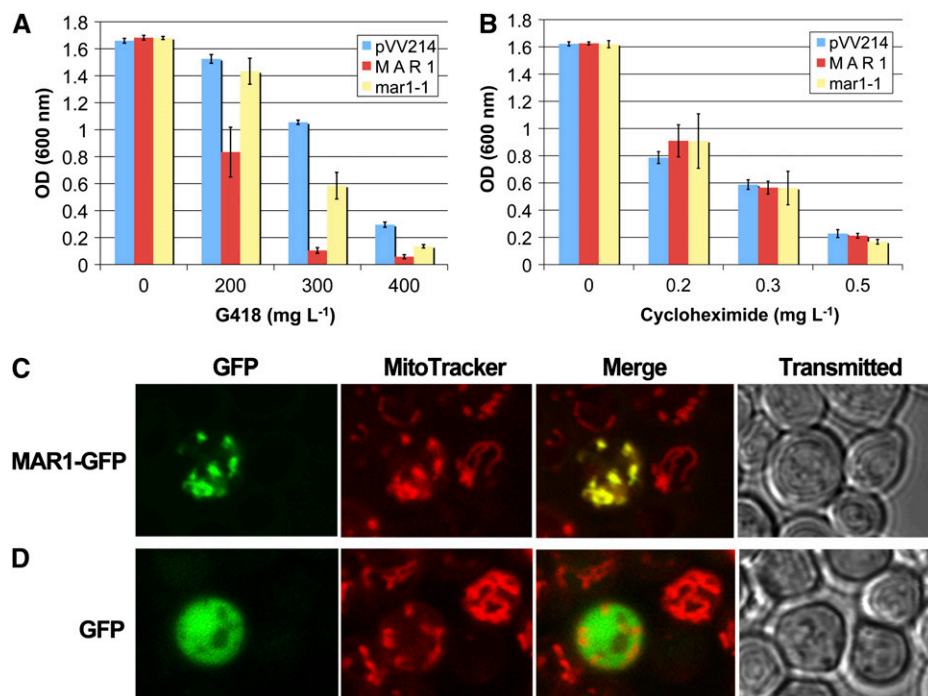 A
B
1.8
1.6
1.4
1.2
1
0.8
0.6
0.4
0.2
0
OD (600 nm)
pVV214
M A R 1
mar1-1
0 200 300 400
G418 (mg L-1)
1.8
1.6
1.4
1.2
1
0.8
0.6
0.4
0.2
0
OD (600 nm)
pVV214
M A R 1
mar1-1
0 0.2 0.3 0.5
Cycloheximide (mg L-1)
C
GFP MitoTracker Merge Transmitted
MAR1-GFP
D
GFP